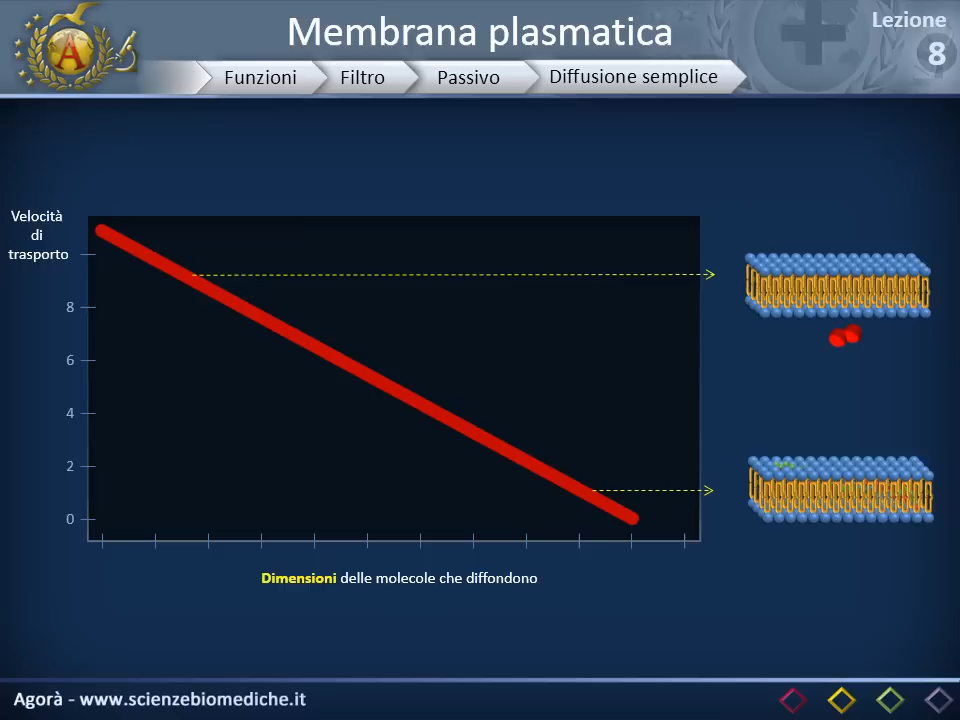 Membrana plasmatica
Lezione
8
A
Funzioni
Filtro
Passivo
Diffusione semplice
Velocità
di
trasporto
8
6
4
2
0
Dimensioni delle molecole che diffondono
Agorà - www.scienzebiomediche.it